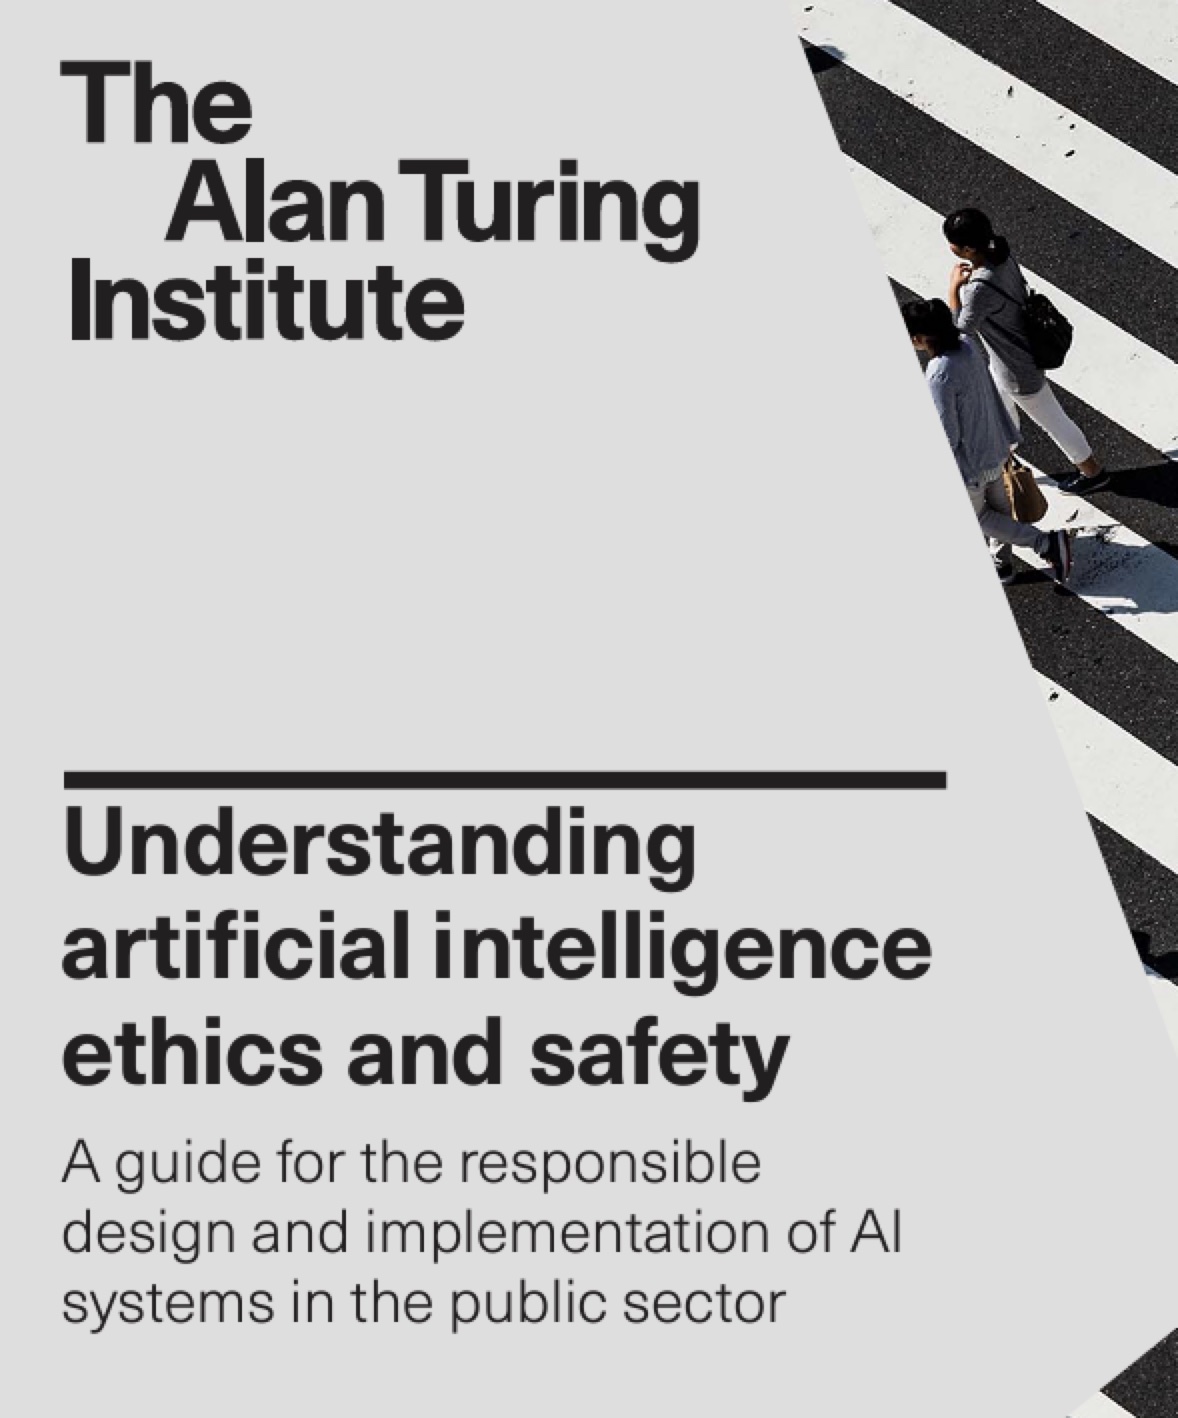 The
Alan Turing
Institute
Understanding
artificial intelligence
ethics and safety
A guide for the responsible
design and implementation of AI
systems in the public sector